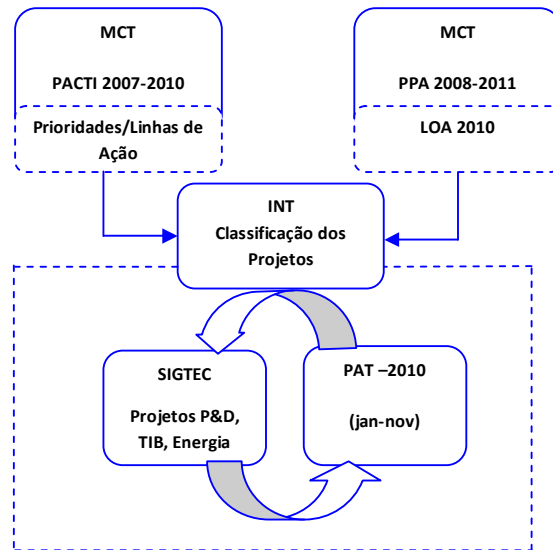 MCT
PACTI 2007-2010
Prioridades/Linhas de
Ação
MCT
PPA 2008-2011
LOA 2010
INT
Classificação dos
Projetos
SIGTEC
Projetos P&D,
TIB, Energia
PAT –2010
(jan-nov)